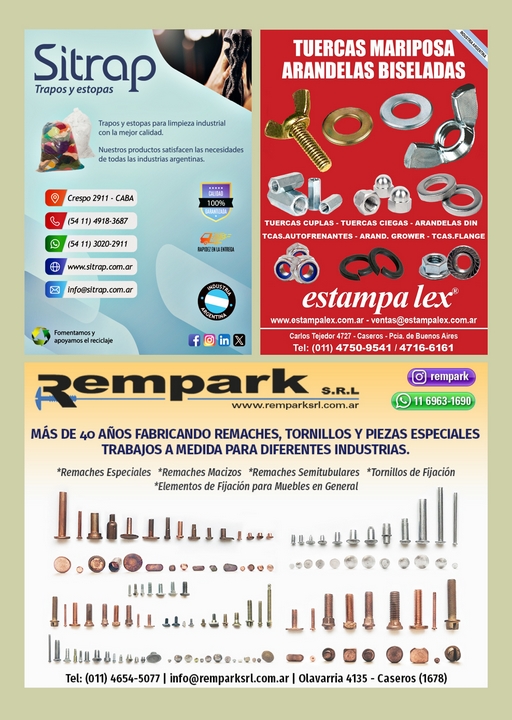 Sitrap
Trapos y estopas
Trapos y estopas para limpieza industrial
con la mejor calidad.
Nuestros productos satisfacen las necesidades
de todas las industrias argentinas.
Crespo 2911 - CABA
(54 11) 4918-3687
(54 11) 3020-2911
www.sitrap.com.ar
info@sitrap.com.ar
CALIDAD
100%
GARANTIZADA
RAPIDEZ EN LA ENTREGA
INDUSTRIA
ARGENTINA
Fomentamos y
apoyamos el reciclaje
TUERCAS MARIPOSA
ARANDELAS BISELADAS
INDUSTRIA ARGENTINA
TUERCAS CUPLAS - TUERCAS CIEGAS - ARANDELAS DIN
TCAS.AUTOFRENANTES - ARAND. GROWER - TCAS.FLANGE
estampa lex®
www.estampalex.com.ar - ventas@estampalex.com.ar
Carlos Tejedor 4727 - Caseros - Pcia. de Buenos Aires
Tel: (011) 4750-9541 / 4716-6161
Rempark S.R.L
www.remparksrl.com.ar
rempark
11 6963-1690
MÁS DE 40 AÑOS FABRICANDO REMACHES, TORNILLOS Y PIEZAS ESPECIALES
TRABAJOS A MEDIDA PARA DIFERENTES INDUSTRIAS.
*Remaches Especiales *Remaches Macizos *Remaches Semitubulares *Tornillos de Fijación
*Elementos de Fijación para Muebles en General
Tel: (011) 4654-5077 | info@remparksrl.com.ar | Olavarria 4135 - Caseros (1678)